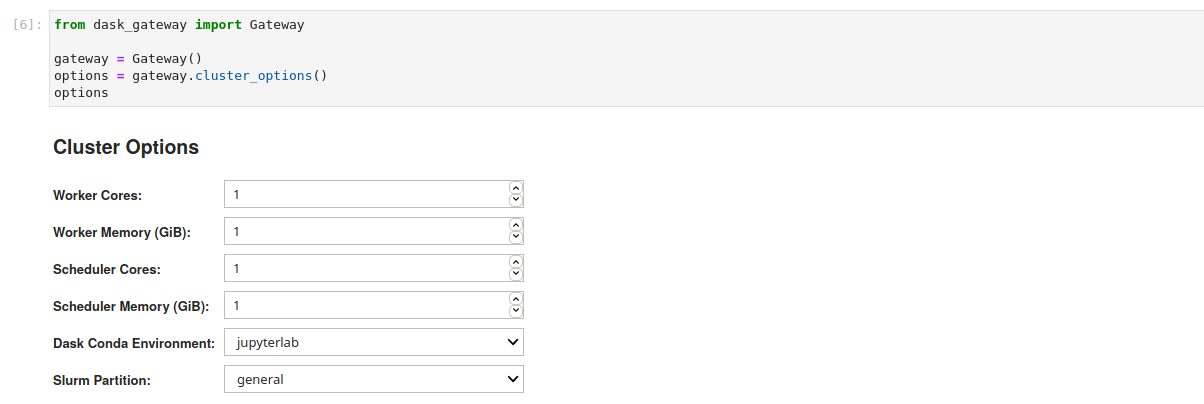 [6]: from dask_gateway import Gateway
gateway = Gateway()
options = gateway.cluster_options()
options
Cluster Options
Worker Cores: 1
Worker Memory (GiB): 1
Scheduler Cores: 1
Scheduler Memory (GiB): 1
Dask Conda Environment: jupyterlab
Slurm Partition: general